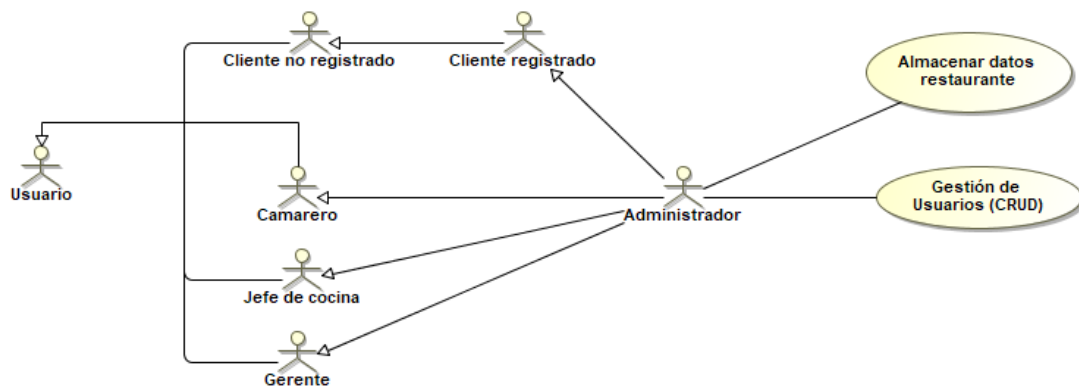 Cliente no registrado
Cliente registrado
Almacenar datos
restaurante
Usuario
Camarero
Administrador
Gestión de
Usuarios (CRUD)
Jefe de cocina
Gerente